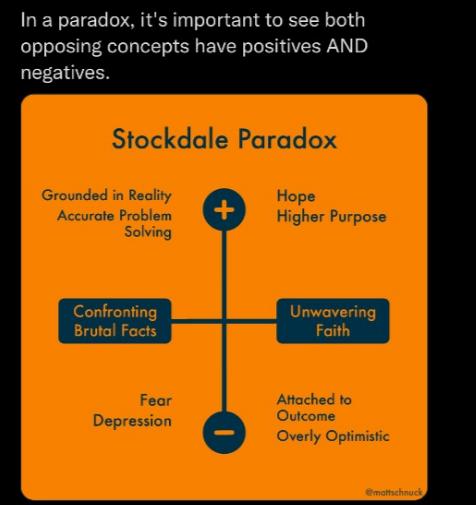 In a paradox, it's important to see both
opposing concepts have positives AND
negatives.
Stockdale Paradox
Grounded in Reality
Accurate Problem
Solving
+
Hope
Higher Purpose
Confronting
Brutal Facts
Unwavering
Faith
Fear
Depression
−
Attached to
Outcome
Overly Optimistic
@mattschnuck